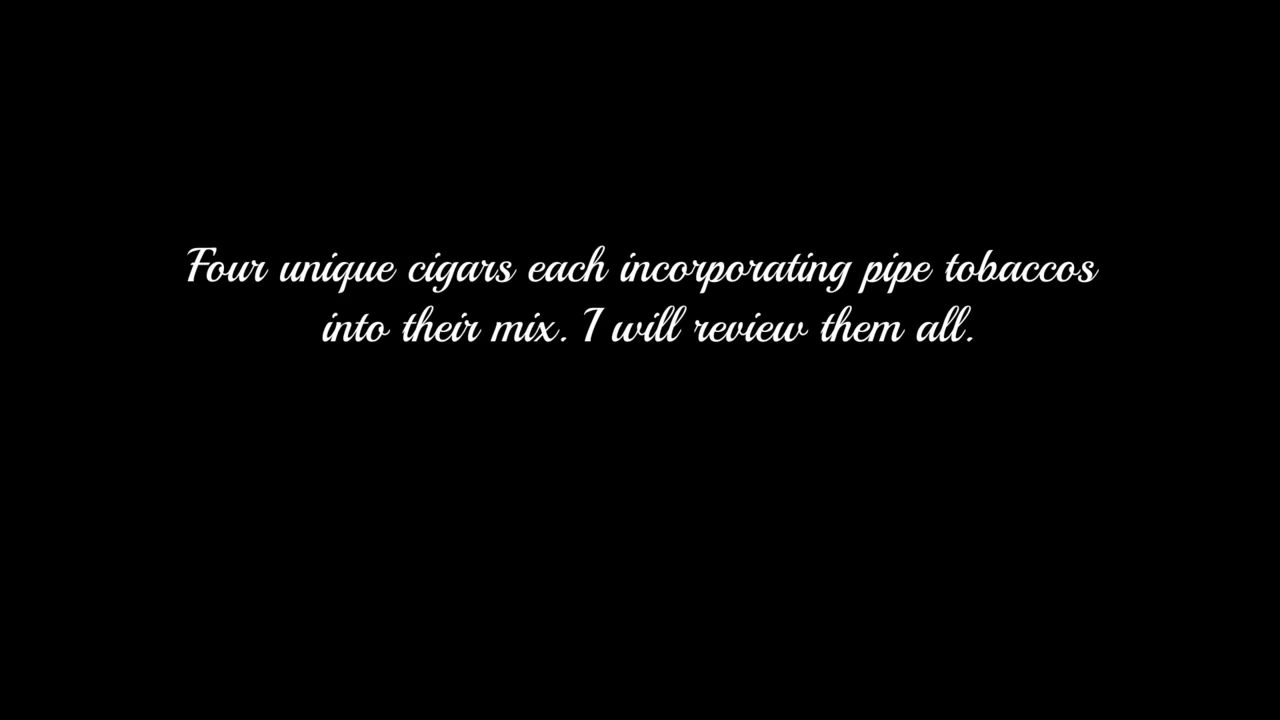 Four unique cigars each incorporating pipe tobaccos
into their mix. I will review them all.